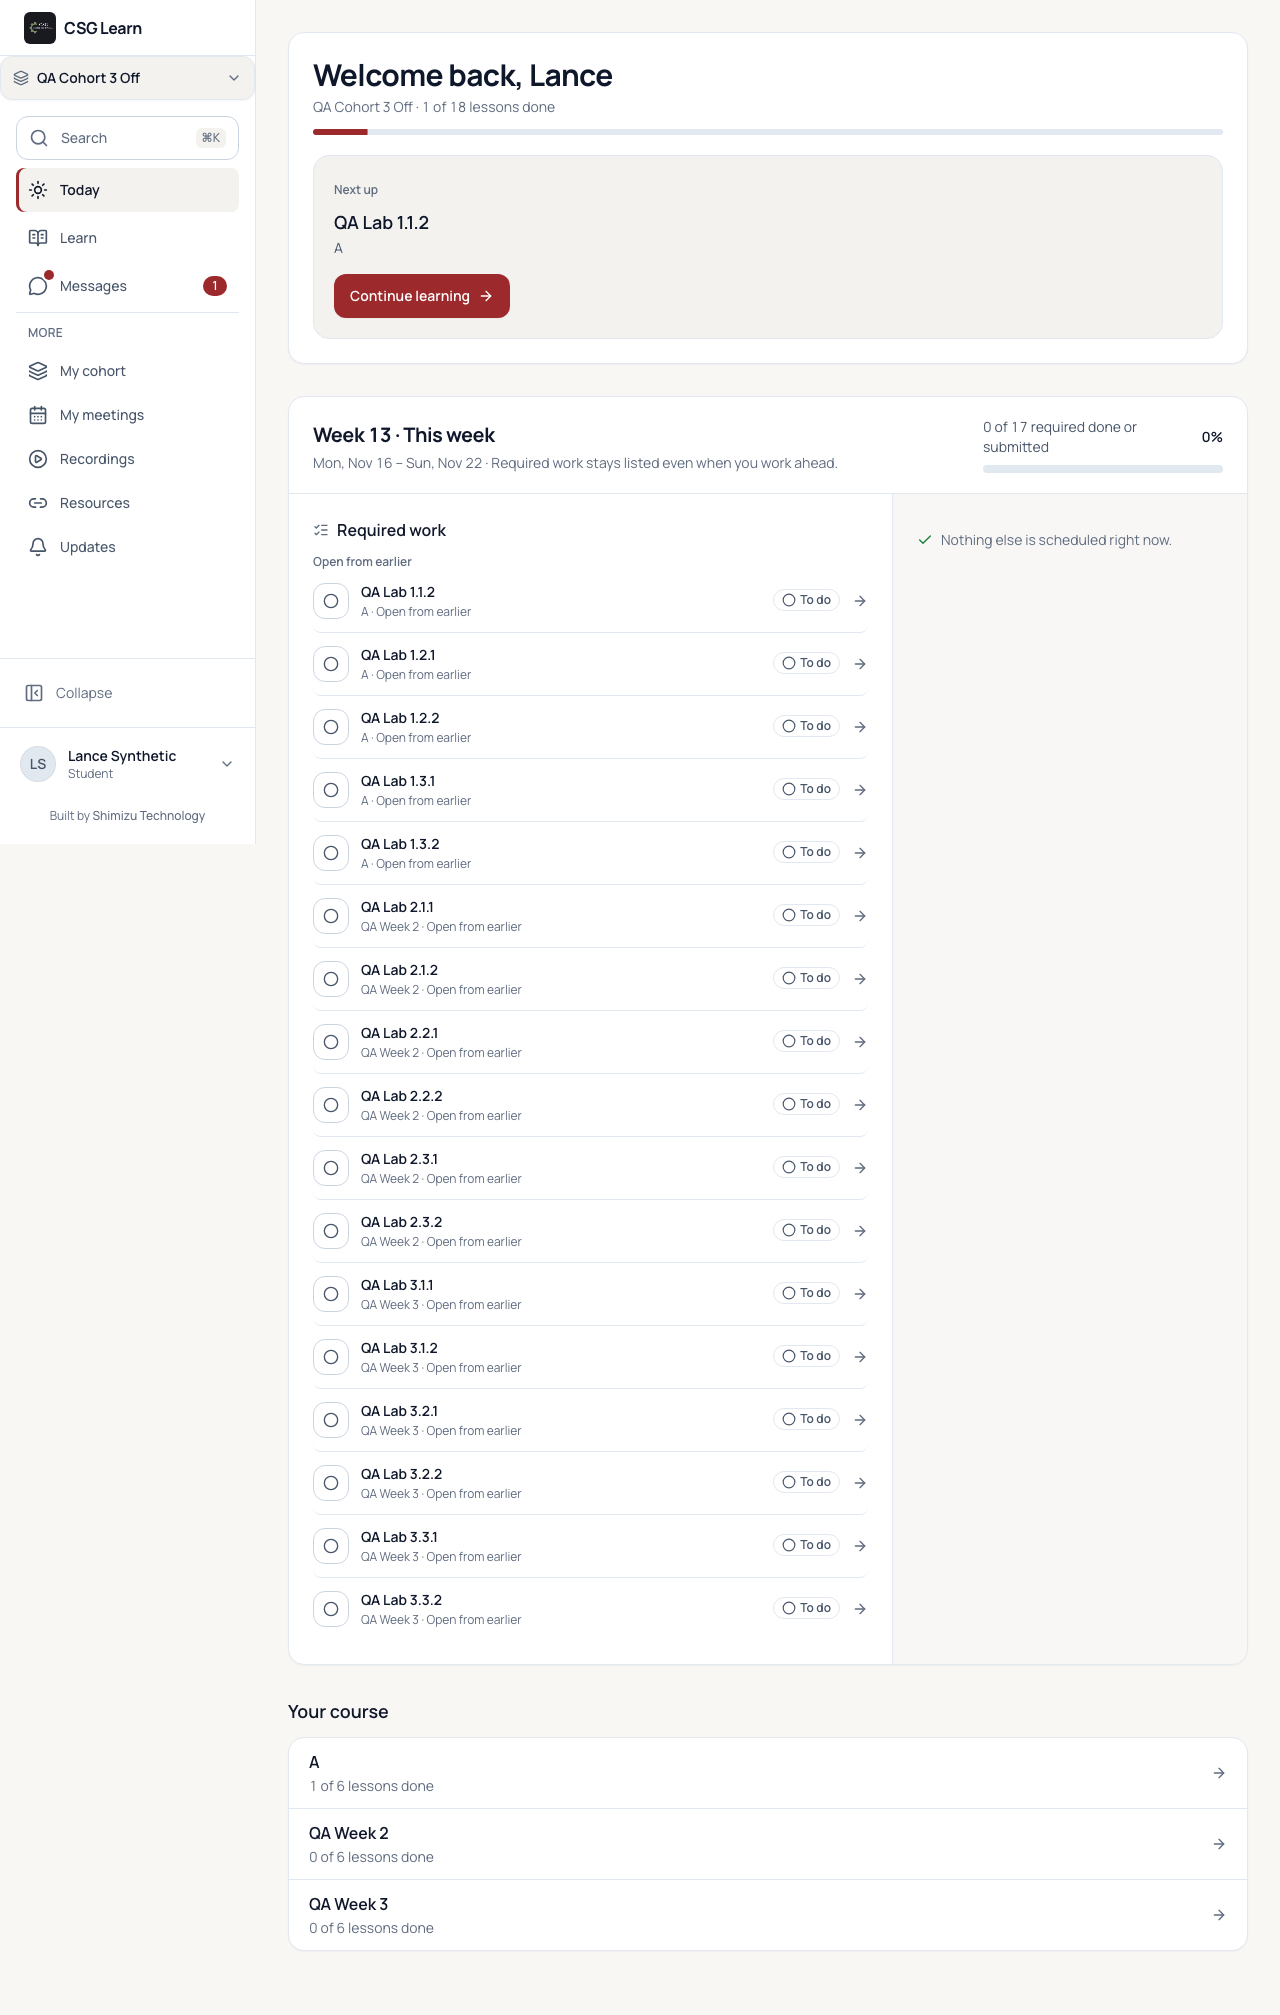 CSG Learn
QA Cohort 3 Off
Search ⌘K
Today
Learn
Messages 1
MORE
My cohort
My meetings
Recordings
Resources
Updates
Collapse
LS
Lance Synthetic
Student
Built by Shimizu Technology
Welcome back, Lance
QA Cohort 3 Off · 1 of 18 lessons done
Next up
QA Lab 1.1.2
A
Continue learning
Week 13 · This week
Mon, Nov 16 – Sun, Nov 22 · Required work stays listed even when you work ahead.
0 of 17 required done or
submitted
0%
Required work
Open from earlier
QA Lab 1.1.2
A · Open from earlier
To do
QA Lab 1.2.1
A · Open from earlier
To do
QA Lab 1.2.2
A · Open from earlier
To do
QA Lab 1.3.1
A · Open from earlier
To do
QA Lab 1.3.2
A · Open from earlier
To do
QA Lab 2.1.1
QA Week 2 · Open from earlier
To do
QA Lab 2.1.2
QA Week 2 · Open from earlier
To do
QA Lab 2.2.1
QA Week 2 · Open from earlier
To do
QA Lab 2.2.2
QA Week 2 · Open from earlier
To do
QA Lab 2.3.1
QA Week 2 · Open from earlier
To do
QA Lab 2.3.2
QA Week 2 · Open from earlier
To do
QA Lab 3.1.1
QA Week 3 · Open from earlier
To do
QA Lab 3.1.2
QA Week 3 · Open from earlier
To do
QA Lab 3.2.1
QA Week 3 · Open from earlier
To do
QA Lab 3.2.2
QA Week 3 · Open from earlier
To do
QA Lab 3.3.1
QA Week 3 · Open from earlier
To do
QA Lab 3.3.2
QA Week 3 · Open from earlier
To do
Nothing else is scheduled right now.
Your course
A
1 of 6 lessons done
QA Week 2
0 of 6 lessons done
QA Week 3
0 of 6 lessons done